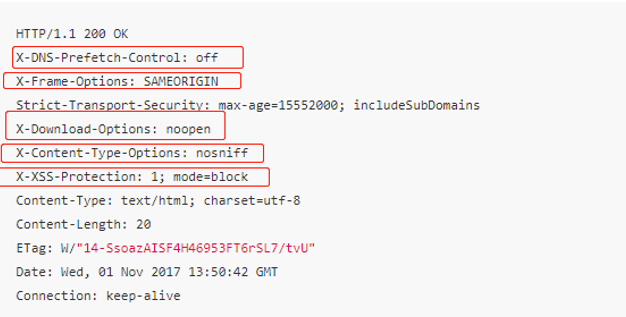 HTTP/1.1 200 OK
X-DNS-Prefetch-Control: off
X-Frame-Options: SAMEORIGIN
Strict-Transport-Security: max-age=15552000; includeSubDomains
X-Download-Options: noopen
X-Content-Type-Options: nosniff
X-XSS-Protection: 1; mode=block
Content-Type: text/html; charset=utf-8
Content-Length: 20
ETag: W/"14-SsoazAISF4H46953FT6rSL7/tvU"
Date: Wed, 01 Nov 2017 13:50:42 GMT
Connection: keep-alive